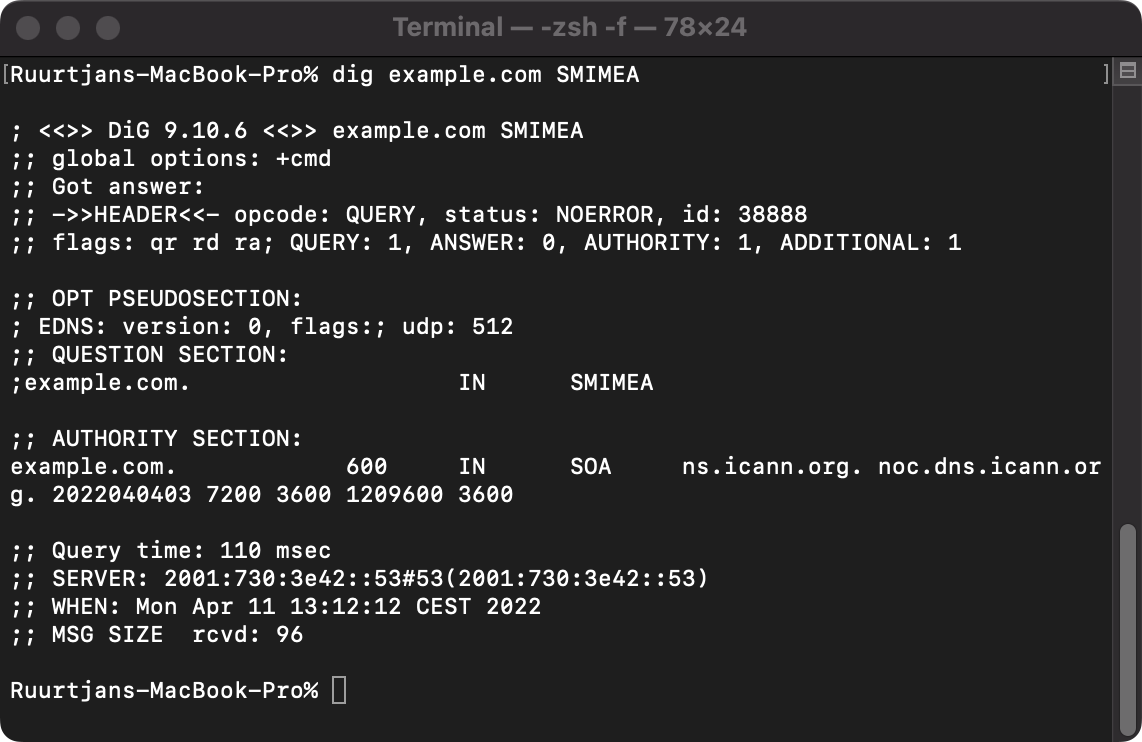 Terminal — -zsh -f — 78×24
[Ruurtjans-MacBook-Pro% dig example.com SMIMEA ]
; <<>> DiG 9.10.6 <<>> example.com SMIMEA
;; global options: +cmd
;; Got answer:
;; ->>HEADER<<- opcode: QUERY, status: NOERROR, id: 38888
;; flags: qr rd ra; QUERY: 1, ANSWER: 0, AUTHORITY: 1, ADDITIONAL: 1
;; OPT PSEUDOSECTION:
; EDNS: version: 0, flags:; udp: 512
;; QUESTION SECTION:
;example.com. IN SMIMEA
;; AUTHORITY SECTION:
example.com. 600 IN SOA ns.icann.org. noc.dns.icann.or
g. 2022040403 7200 3600 1209600 3600
;; Query time: 110 msec
;; SERVER: 2001:730:3e42::53#53(2001:730:3e42::53)
;; WHEN: Mon Apr 11 13:12:12 CEST 2022
;; MSG SIZE  rcvd: 96
Ruurtjans-MacBook-Pro%